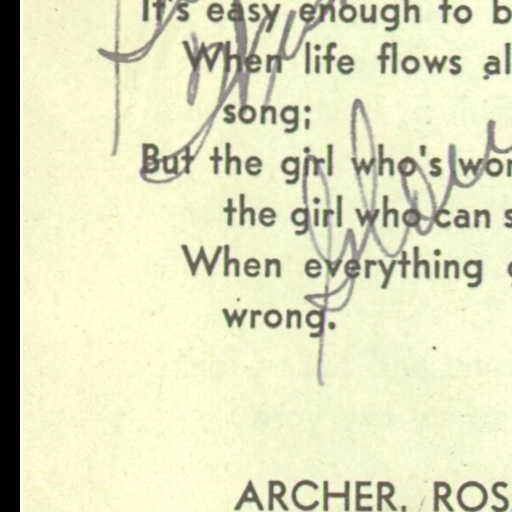 It's easy enough to b
When life flows al
song;
But the girl who's wor
the girl who can s
When everything g
wrong.
ARCHER, ROS